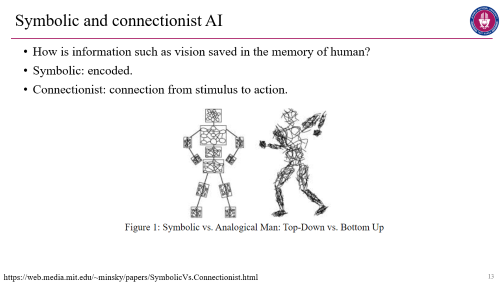 Symbolic and connectionist AI
• How is information such as vision saved in the memory of human?
• Symbolic: encoded.
• Connectionist: connection from stimulus to action.
Figure 1: Symbolic vs. Analogical Man: Top-Down vs. Bottom Up
https://web.media.mit.edu/~minsky/papers/SymbolicVs.Connectionist.html
13